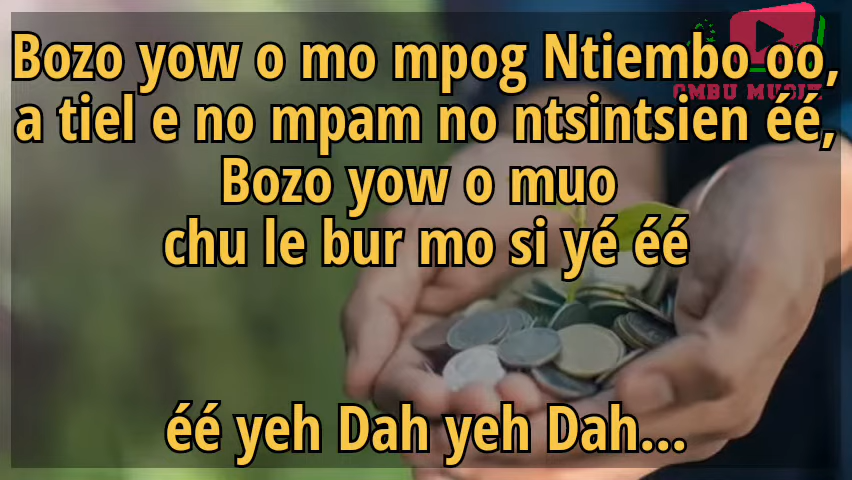 Bozo yow o mo mpog Ntiembo oo,
a tiel e no mpam no ntsintsien éé,
Bozo yow o muo
chu le bur mo si yé éé
éé yeh Dah yeh Dah...